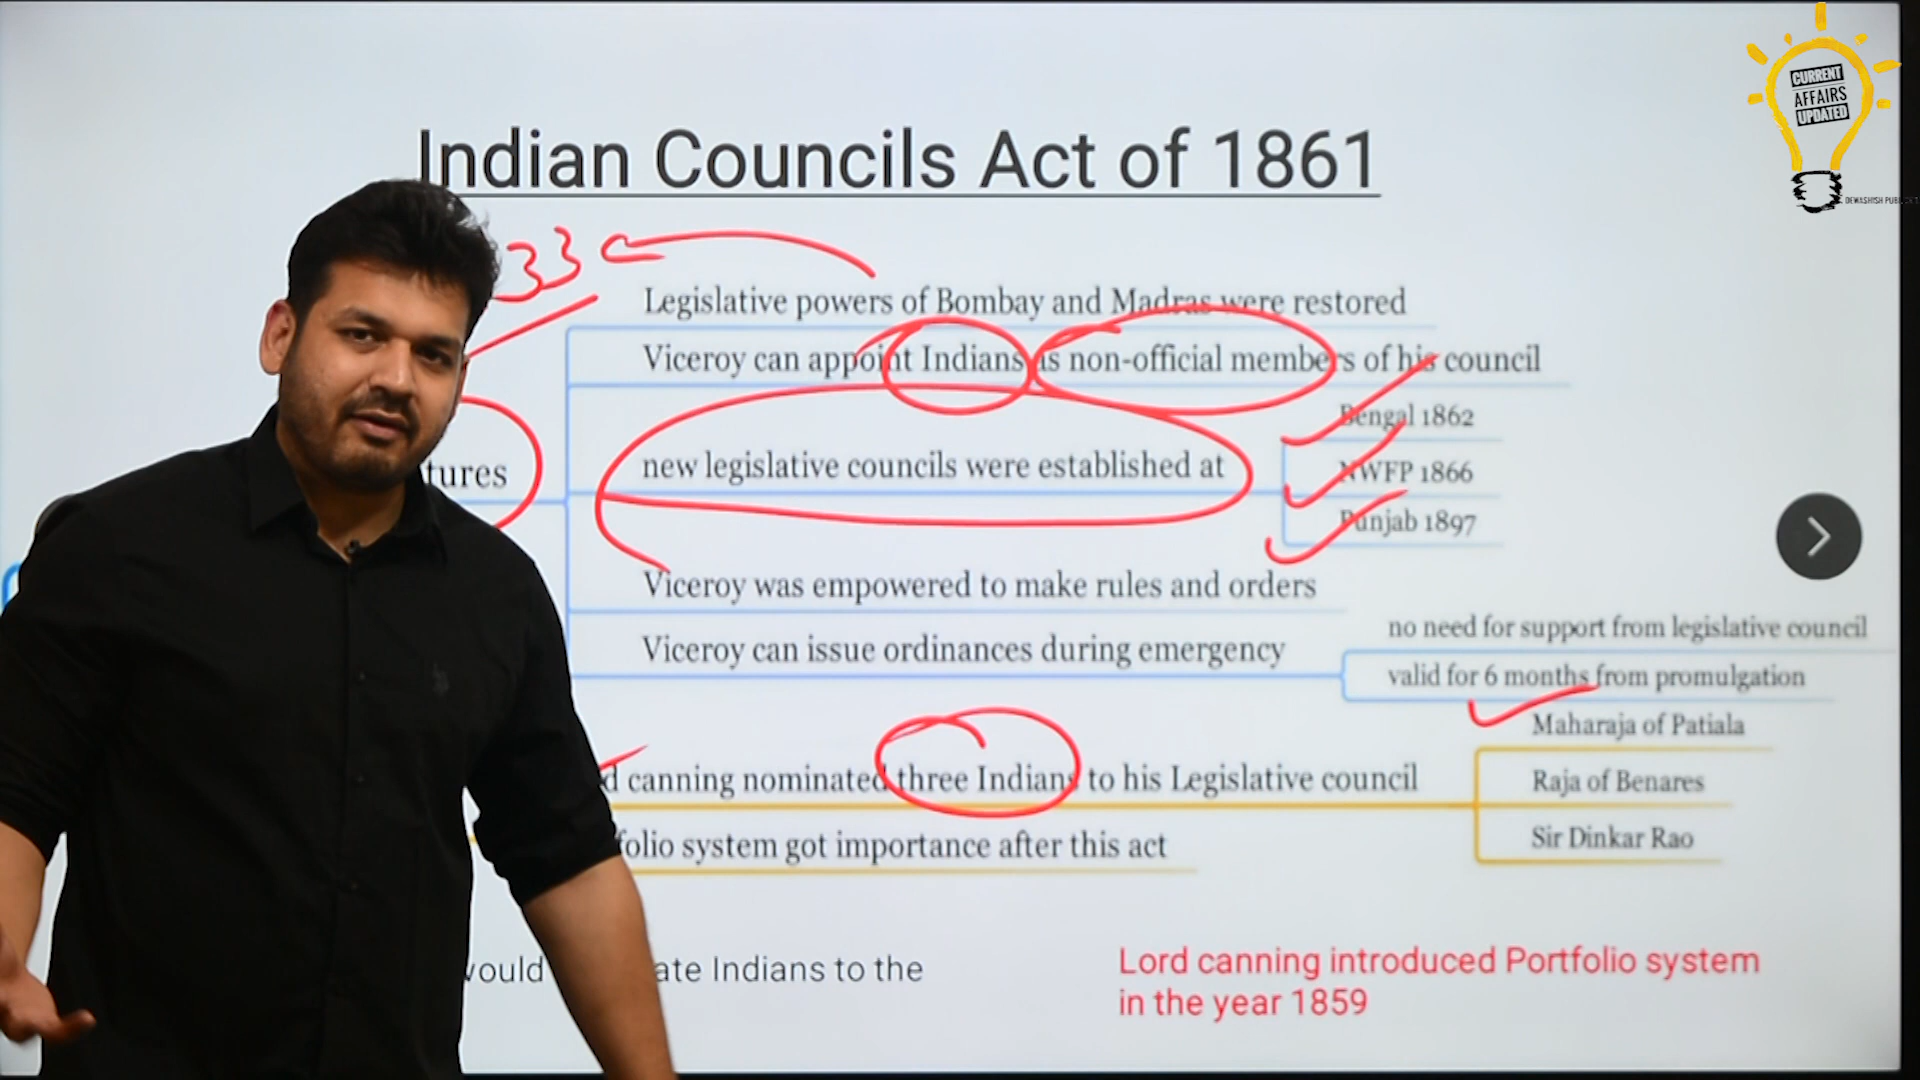 CURRENT
AFFAIRS
UPDATED
Indian Councils Act of 1861
33
Legislative powers of Bombay and Madras were restored
Viceroy can appoint Indians as non-official members of his council
Bengal 1862
tures
new legislative councils were established at
NWFP 1866
Punjab 1897
Viceroy was empowered to make rules and orders
no need for support from legislative council
Viceroy can issue ordinances during emergency
valid for 6 months from promulgation
Maharaja of Patiala
d canning nominated three Indians to his Legislative council
Raja of Benares
folio system got importance after this act
Sir Dinkar Rao
would ate Indians to the
Lord canning introduced Portfolio system
in the year 1859